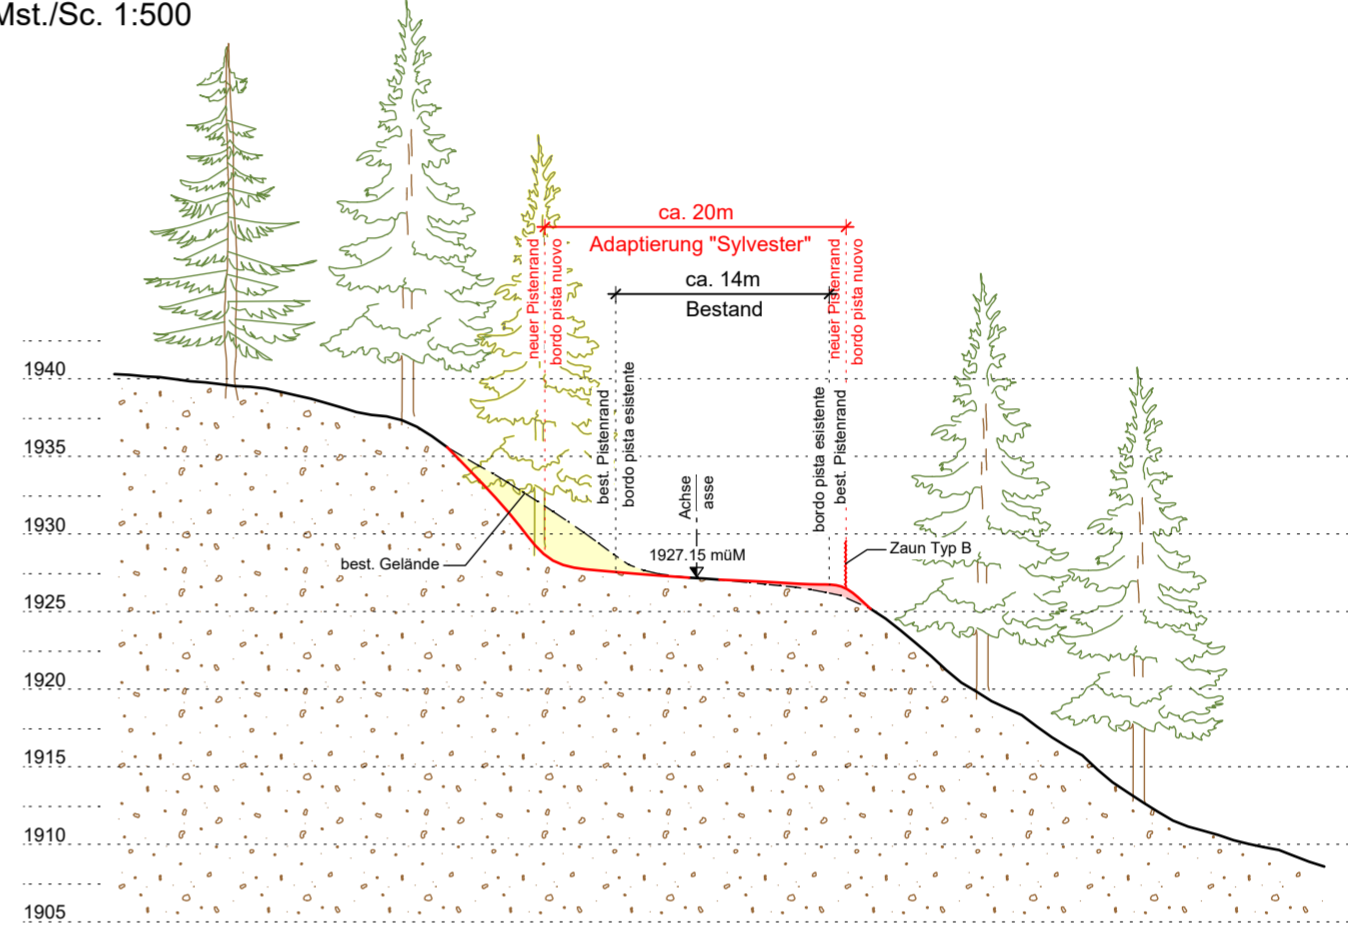 Mst./Sc. 1:500
ca. 20m
Adaptierung "Sylvester"
neuer Pistenrand
bordo pista nuovo
ca. 14m
Bestand
neuer Pistenrand
bordo pista nuovo
best. Pistenrand
bordo pista esistente
Achse
asse
bordo pista esistente
best. Pistenrand
1927.15 müM
Zaun Typ B
best. Gelände
1940
1935
1930
1925
1920
1915
1910
1905